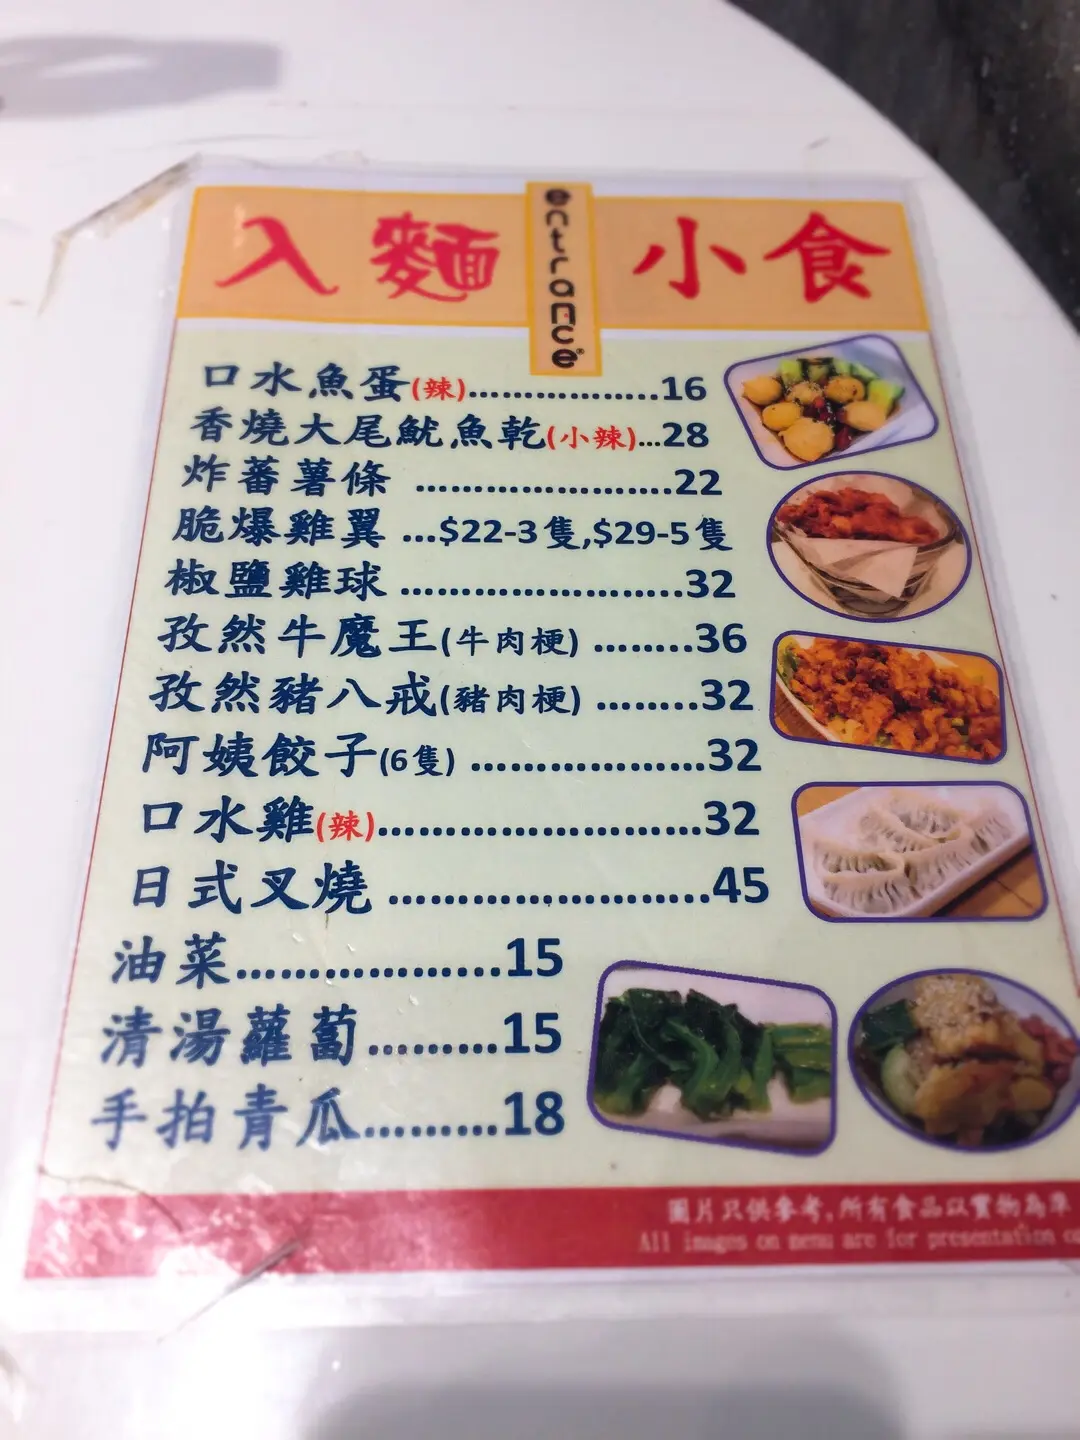 入麵 entrance® 小食
口水魚蛋(辣)....................16
香燒大尾魷魚乾(小辣)...28
炸蕃薯條 ......................22
脆爆雞翼 ...$22-3隻,$29-5隻
椒鹽雞球 ........................32
孜然牛魔王(牛肉梗) ........36
孜然豬八戒(豬肉梗) ........32
阿姨餃子(6隻) ....................32
口水雞(辣)..........................32
日式叉燒 ..........................45
油菜....................15
清湯蘿蔔.........15
手拍青瓜..........18
圖片只供參考,所有食品以實物為準
All images on menu are for presentation